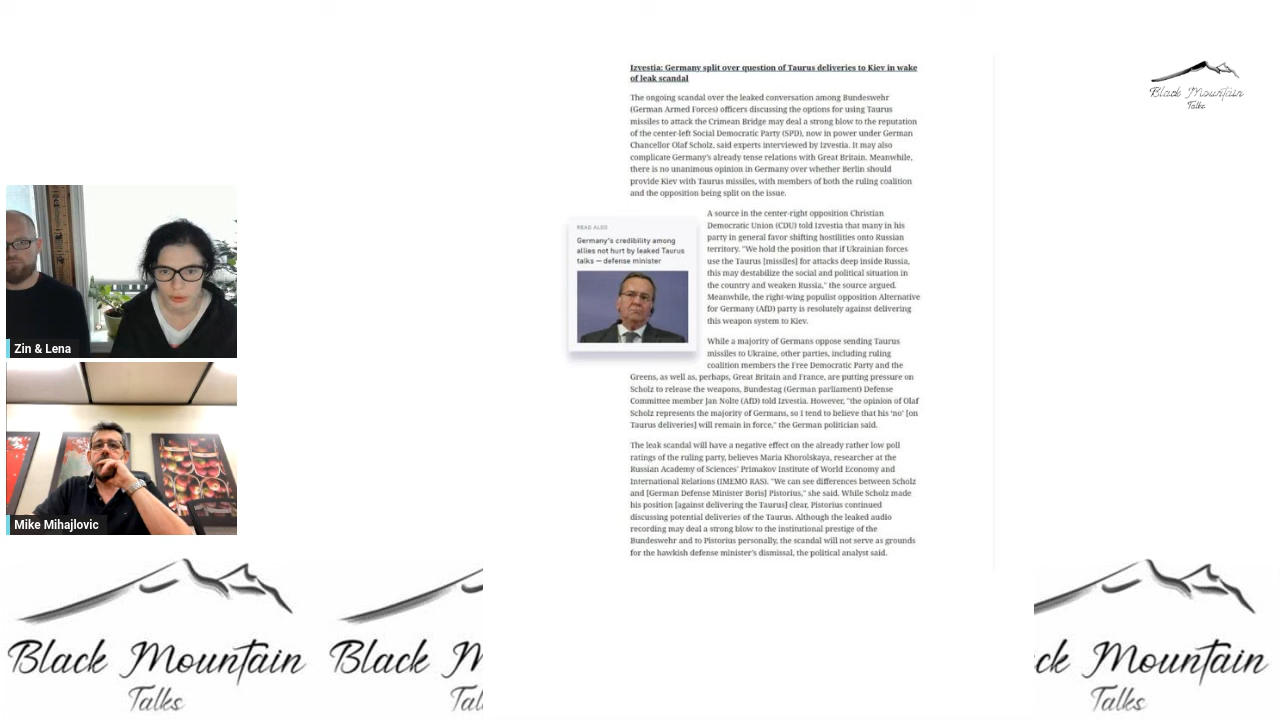 Izvestia: Germany split over question of Taurus deliveries to Kiev in wake
of leak scandal
The ongoing scandal over the leaked conversation among Bundeswehr
(German Armed Forces) officers discussing the options for using Taurus
missiles to attack the Crimean Bridge may deal a strong blow to the reputation
of the center-left Social Democratic Party (SPD), now in power under German
Chancellor Olaf Scholz, said experts interviewed by Izvestia. It may also
complicate Germany's already tense relations with Great Britain. Meanwhile,
there is no unanimous opinion in Germany over whether Berlin should
provide Kiev with Taurus missiles, with members of both the ruling coalition
and the opposition being split on the issue.
READ ALSO
Germany's credibility among
allies not hurt by leaked Taurus
talks — defense minister
A source in the center-right opposition Christian
Democratic Union (CDU) told Izvestia that many in his
party in general favor shifting hostilities onto Russian
territory. "We hold the position that if Ukrainian forces
use the Taurus [missiles] for attacks deep inside Russia,
this may destabilize the social and political situation in
the country and weaken Russia," the source argued.
Meanwhile, the right-wing populist opposition Alternative
for Germany (AfD) party is resolutely against delivering
this weapon system to Kiev.
While a majority of Germans oppose sending Taurus
missiles to Ukraine, other parties, including ruling
coalition members the Free Democratic Party and the
Greens, as well as, perhaps, Great Britain and France, are putting pressure on
Scholz to release the weapons, Bundestag (German parliament) Defense
Committee member Jan Nolte (AfD) told Izvestia. However, "the opinion of Olaf
Scholz represents the majority of Germans, so I tend to believe that his 'no' [on
Taurus deliveries] will remain in force," the German politician said.
The leak scandal will have a negative effect on the already rather low poll
ratings of the ruling party, believes Maria Khorolskaya, researcher at the
Russian Academy of Sciences' Primakov Institute of World Economy and
International Relations (IMEMO RAS). "We can see differences between Scholz
and [German Defense Minister Boris] Pistorius," she said. While Scholz made
his position [against delivering the Taurus] clear, Pistorius continued
discussing potential deliveries of the Taurus. Although the leaked audio
recording may deal a strong blow to the institutional prestige of the
Bundeswehr and to Pistorius personally, the scandal will not serve as grounds
for the hawkish defense minister's dismissal, the political analyst said.
Black Mountain
Talks
Zin & Lena
Mike Mihajlovic
Black Mountain
Talks
Black M
Tal
ck Mountain
Talks